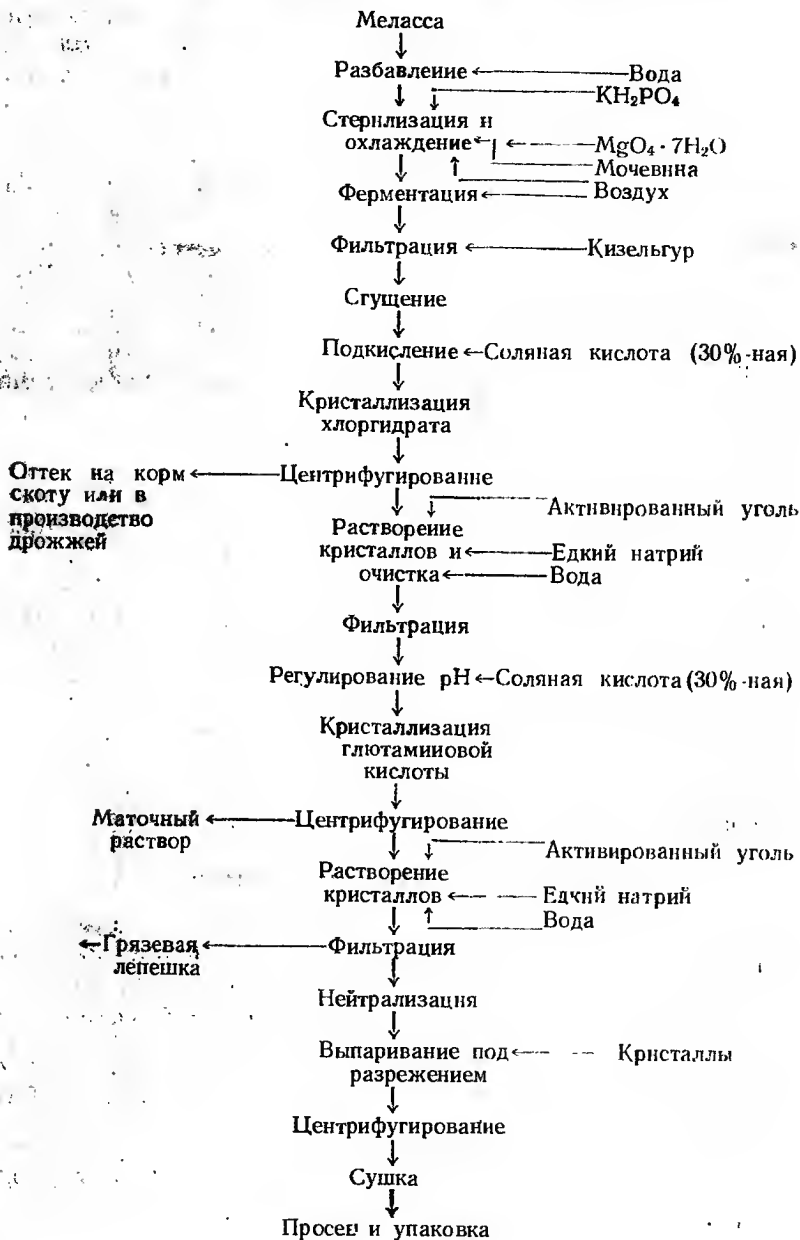 Меласса
Разбавление Вода
KH₂PO₄
Стерилизация и
охлаждение MgO₄ · 7H₂O
Мочевина
Ферментация Воздух
Фильтрация Кизельгур
Сгущение
Подкисление Соляная кислота (30%-ная)
Кристаллизация
хлоргидрата
Оттек на корм Центрифугирование
скоту или в
производство
дрожжей
Активированный уголь
Растворение
кристаллов и Едкий натрий
очистка Вода
Фильтрация
Регулирование pH Соляная кислота (30%-ная)
Кристаллизация
глютаминовой
кислоты
Маточный Центрифугирование
раствор
Активированный уголь
Растворение
кристаллов Едкий натрий
Вода
Грязевая Фильтрация
лепешка
Нейтрализация
Выпаривание под Кристаллы
разрежением
Центрифугирование
Сушка
Просев и упаковка